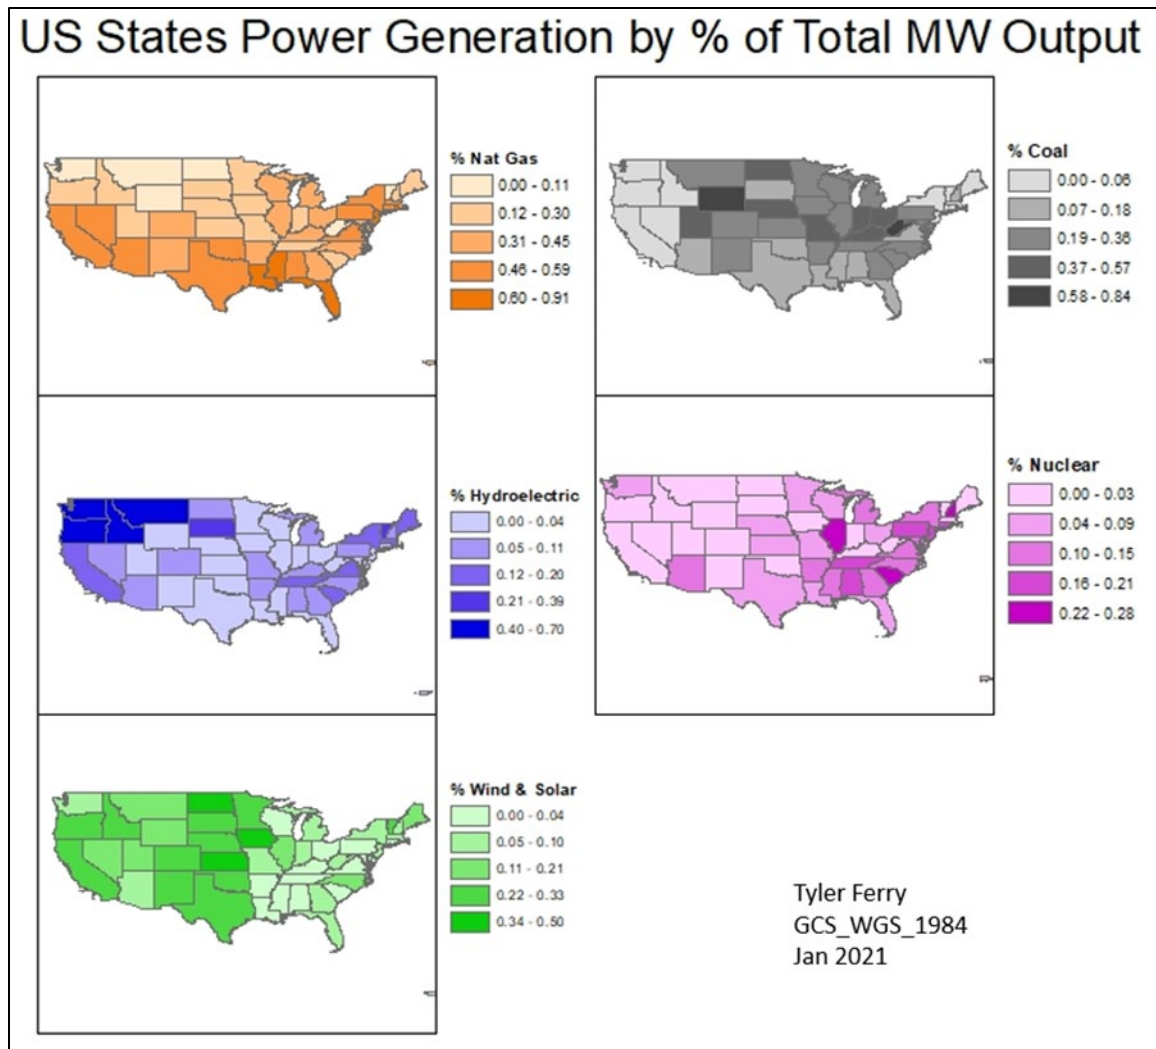 US States Power Generation by % of Total MW Output
% Nat Gas
0.00 - 0.11
0.12 - 0.30
0.31 - 0.45
0.46 - 0.59
0.60 - 0.91
% Coal
0.00 - 0.06
0.07 - 0.18
0.19 - 0.36
0.37 - 0.57
0.58 - 0.84
% Hydroelectric
0.00 - 0.04
0.05 - 0.11
0.12 - 0.20
0.21 - 0.39
0.40 - 0.70
% Nuclear
0.00 - 0.03
0.04 - 0.09
0.10 - 0.15
0.16 - 0.21
0.22 - 0.28
% Wind & Solar
0.00 - 0.04
0.05 - 0.10
0.11 - 0.21
0.22 - 0.33
0.34 - 0.50
Tyler Ferry
GCS_WGS_1984
Jan 2021